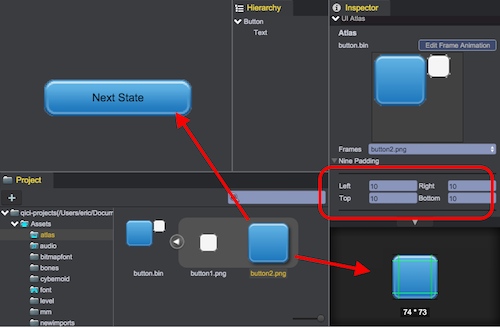 Hierarchy
Button
Text
Next State
Inspector
UI Atlas
Atlas
button.bin
Edit Frame Animation
Frames
button2.png
Nine Padding
Left 10 Right 10
Top 10 Bottom 10
74 * 73
Project
+
qici-projects(/Users/eric/Docum
Assets
atlas
audio
bitmapfont
bones
cybernoid
font
level
mm
newimports
button.bin
button1.png
button2.png